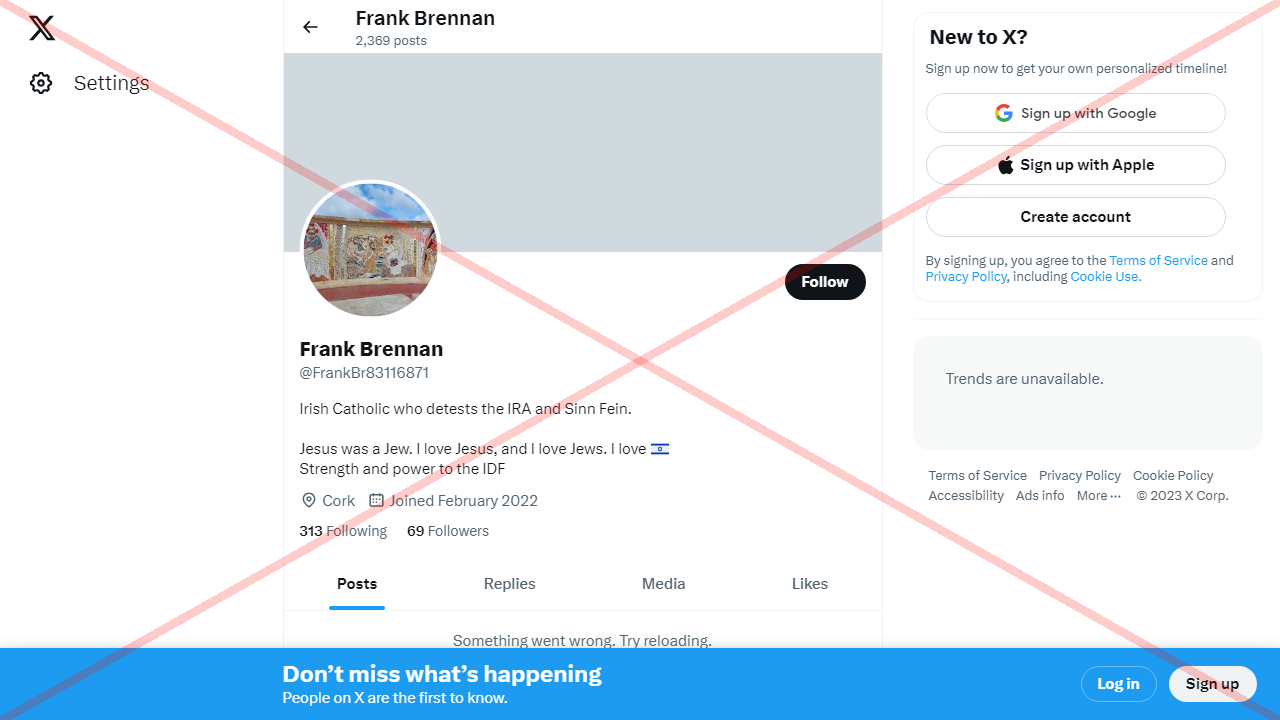 Settings
Frank Brennan
2,369 posts
Follow
Frank Brennan
@FrankBr83116871
Irish Catholic who detests the IRA and Sinn Fein.
Jesus was a Jew. I love Jesus, and I love Jews. I love 🇮🇱
Strength and power to the IDF
Cork Joined February 2022
313 Following 69 Followers
Posts Replies Media Likes
Something went wrong. Try reloading.
New to X?
Sign up now to get your own personalized timeline!
Sign up with Google
Sign up with Apple
Create account
By signing up, you agree to the Terms of Service and
Privacy Policy, including Cookie Use.
Trends are unavailable.
Terms of Service Privacy Policy Cookie Policy
Accessibility Ads info More ··· © 2023 X Corp.
Don’t miss what’s happening
People on X are the first to know.
Log in Sign up